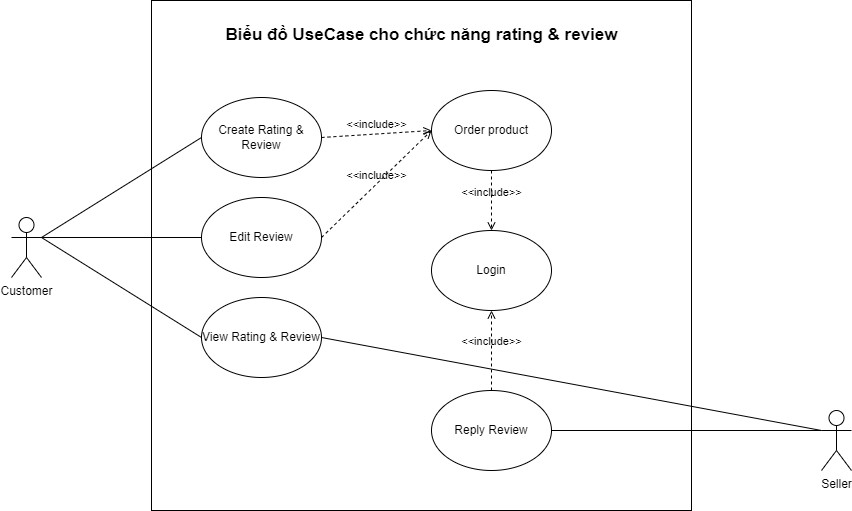 Biểu đồ UseCase cho chức năng rating & review
Create Rating &
Review
<<include>>
Order product
<<include>>
<<include>>
Edit Review
Login
Customer
View Rating & Review
<<include>>
Reply Review
Seller